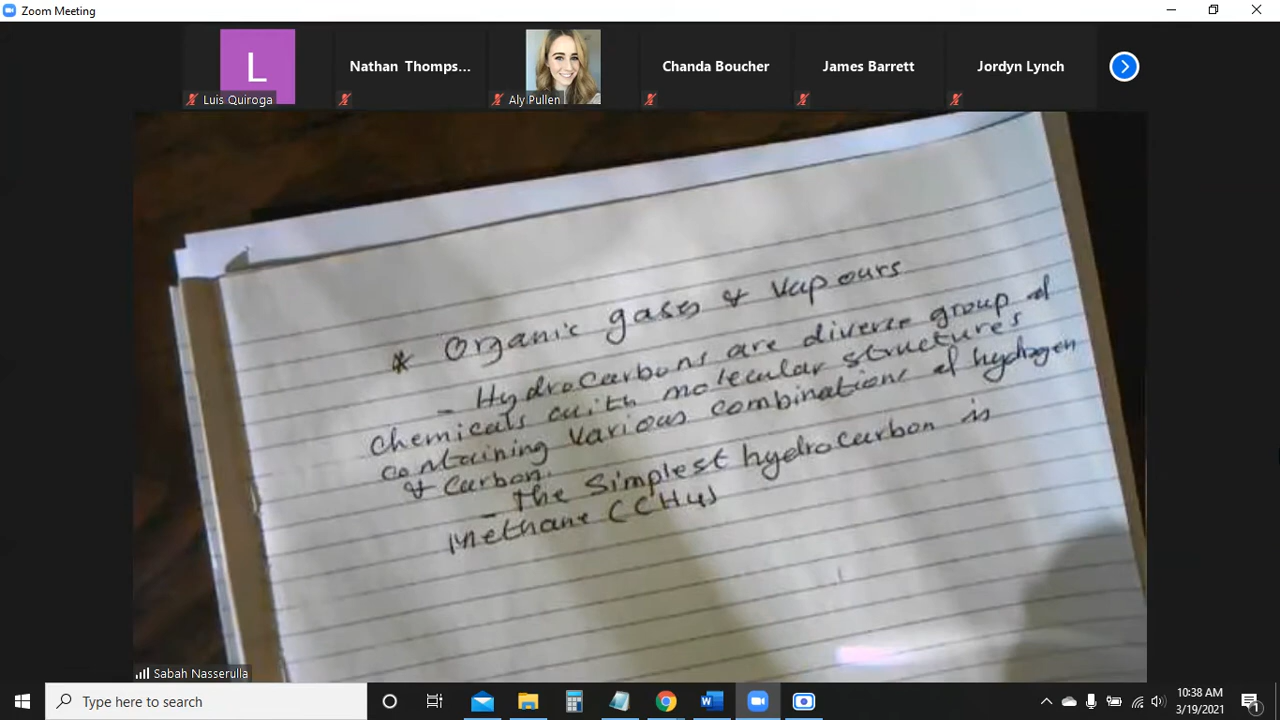 Zoom Meeting
L
Luis Quiroga
Nathan Thomps...
Aly Pullen
Chanda Boucher
James Barrett
Jordyn Lynch
* Organic gases & Vapours
- Hydrocarbons are diverse group of
chemicals with molecular structures
containing various combinations of hydrogen
& Carbon.
- The Simplest hydrocarbon is
Methane (CH4)
Sabah Nasserulla
Type here to search
10:38 AM
3/19/2021
1